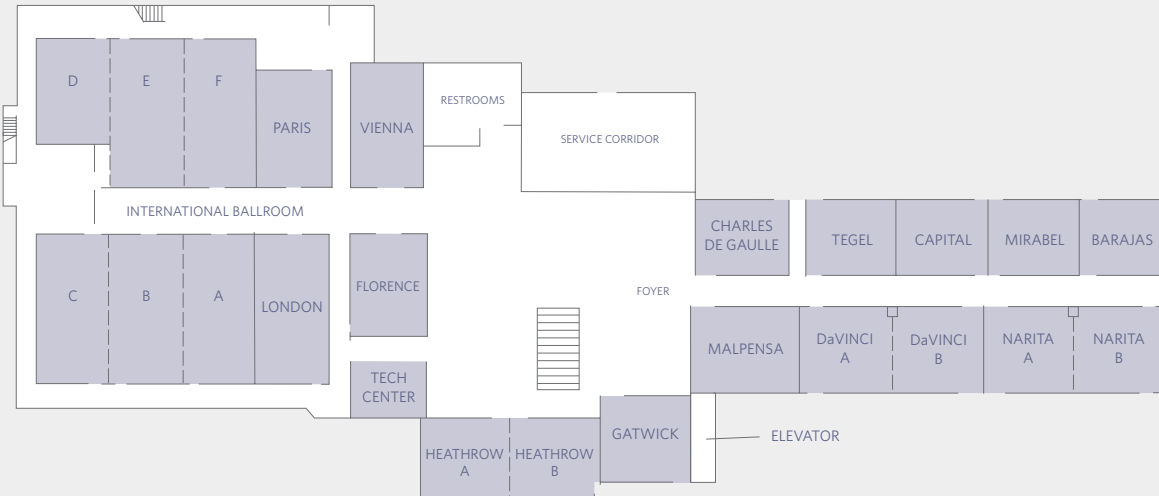 D
E
F
PARIS
VIENNA
RESTROOMS
SERVICE CORRIDOR
INTERNATIONAL BALLROOM
C
B
A
LONDON
FLORENCE
TECH
CENTER
FOYER
CHARLES
DE GAULLE
TEGEL
CAPITAL
MIRABEL
BARAJAS
MALPENSA
DaVINCI
A
DaVINCI
B
NARITA
A
NARITA
B
HEATHROW
A
HEATHROW
B
GATWICK
ELEVATOR